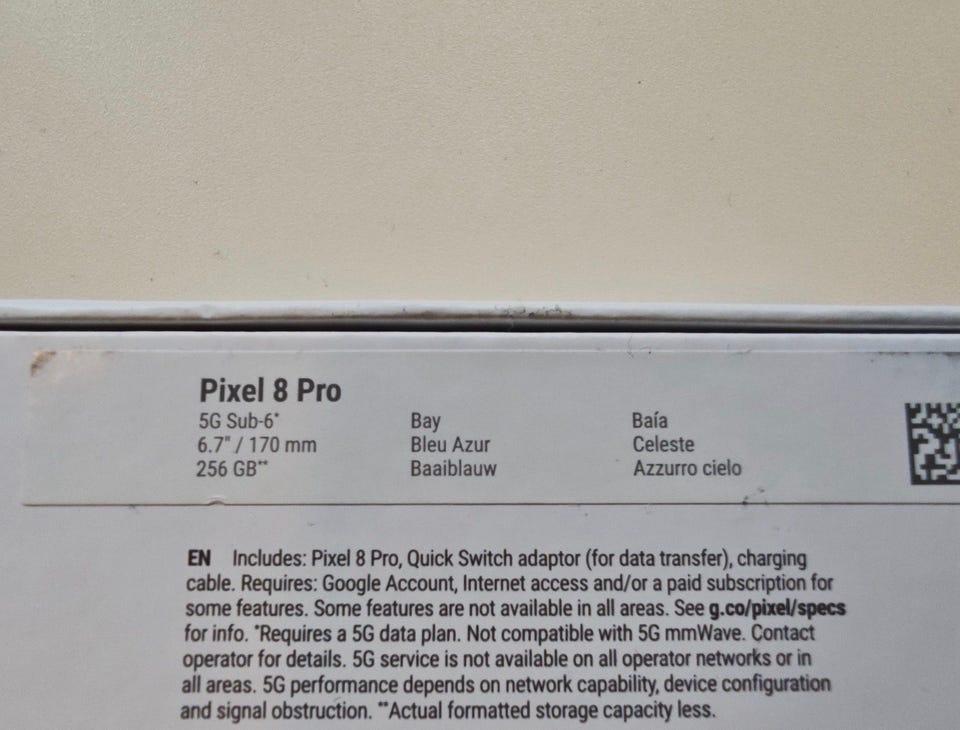 Pixel 8 Pro
5G Sub-6*
6.7" / 170 mm
256 GB**
Bay
Bleu Azur
Baaiblauw
Baía
Celeste
Azzurro cielo
EN Includes: Pixel 8 Pro, Quick Switch adaptor (for data transfer), charging
cable. Requires: Google Account, Internet access and/or a paid subscription for
some features. Some features are not available in all areas. See g.co/pixel/specs
for info. *Requires a 5G data plan. Not compatible with 5G mmWave. Contact
operator for details. 5G service is not available on all operator networks or in
all areas. 5G performance depends on network capability, device configuration
and signal obstruction. **Actual formatted storage capacity less.